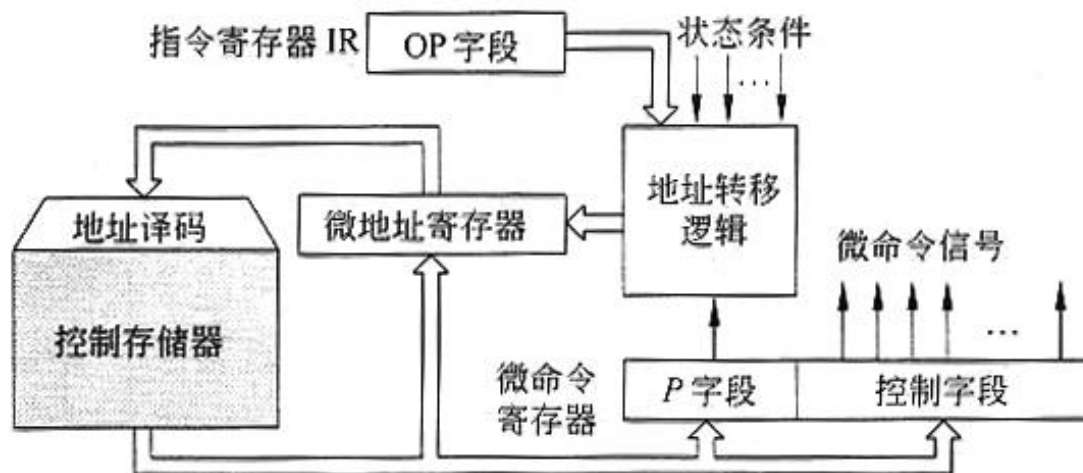 指令寄存器 IR
OP 字段
状态条件
…
地址转移
逻辑
微地址寄存器
地址译码
控制存储器
微命令信号
…
微命令
寄存器
P 字段
控制字段